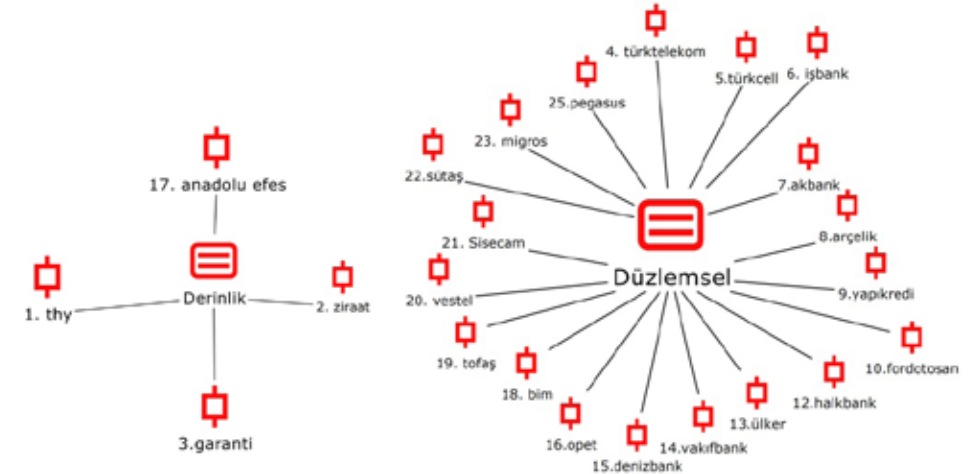 17. anadolu efes
Derinlik
1. thy
2. ziraat
3.garanti
4. türktelekom
5.türkcell
6. işbank
25.pegasus
23. migros
22.sütaş
7.akbank
21. Sisecam
8.arçelik
Düzlemsel
20. vestel
9.yapıkredi
19. tofaş
10.fordotosan
18. bim
12.halkbank
16.opet
13.ülker
14.vakıfbank
15.denizbank